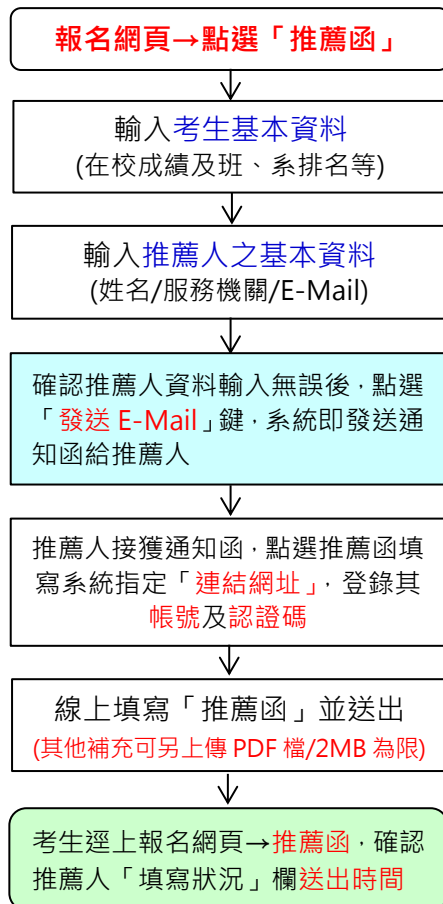 報名網頁→點選「推薦函」
輸入考生基本資料
(在校成績及班、系排名等)
輸入推薦人之基本資料
(姓名/服務機關/E-Mail)
確認推薦人資料輸入無誤後，點選
「發送 E-Mail」鍵，系統即發送通
知函給推薦人
推薦人接獲通知函，點選推薦函填
寫系統指定「連結網址」，登錄其
帳號及認證碼
線上填寫「推薦函」並送出
(其他補充可另上傳 PDF 檔/2MB 為限)
考生逕上報名網頁→推薦函，確認
推薦人「填寫狀況」欄送出時間